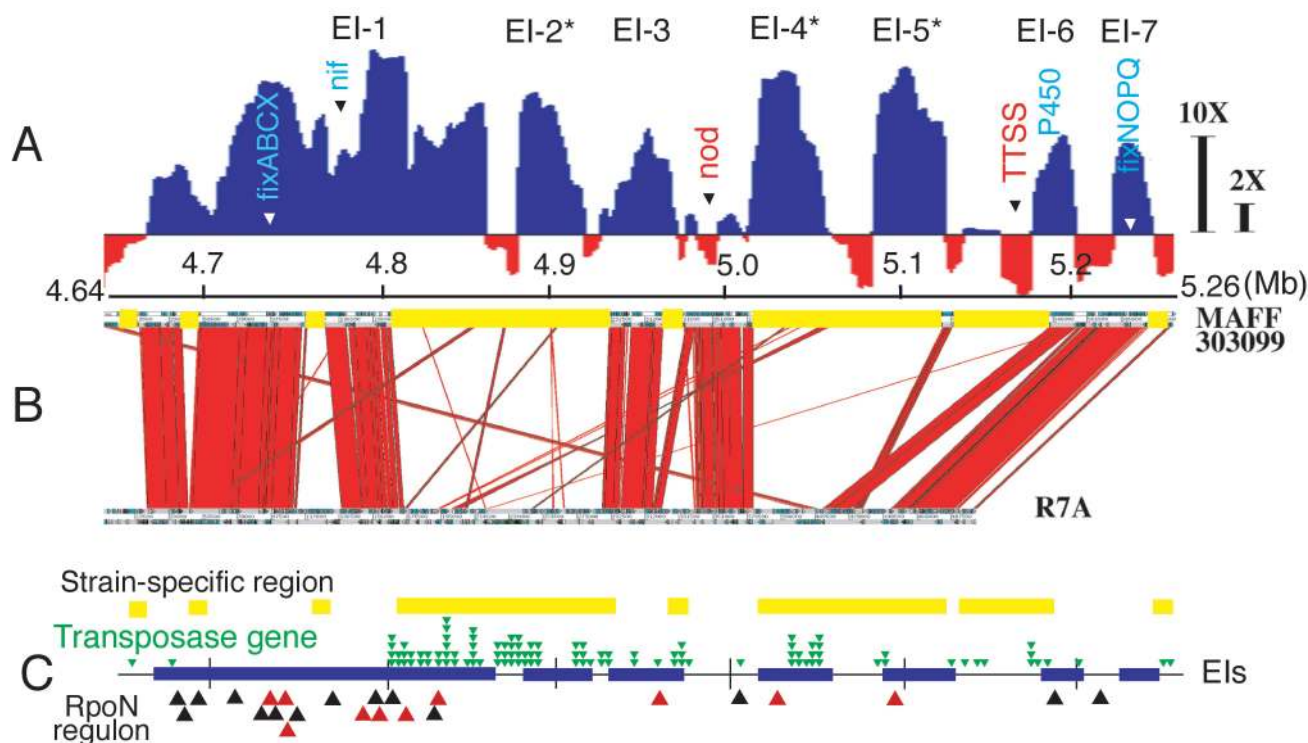 EI-1 EI-2* EI-3 EI-4* EI-5* EI-6 EI-7
A
fixABCX
nif
nod
TTSS
P450
fixNOPQ
10X
2X
4.7 4.8 4.9 5.0 5.1 5.2
4.64 5.26 (Mb)
MAFF
303099
B
R7A
Strain-specific region
Transposase gene
C
EIs
RpoN
regulon